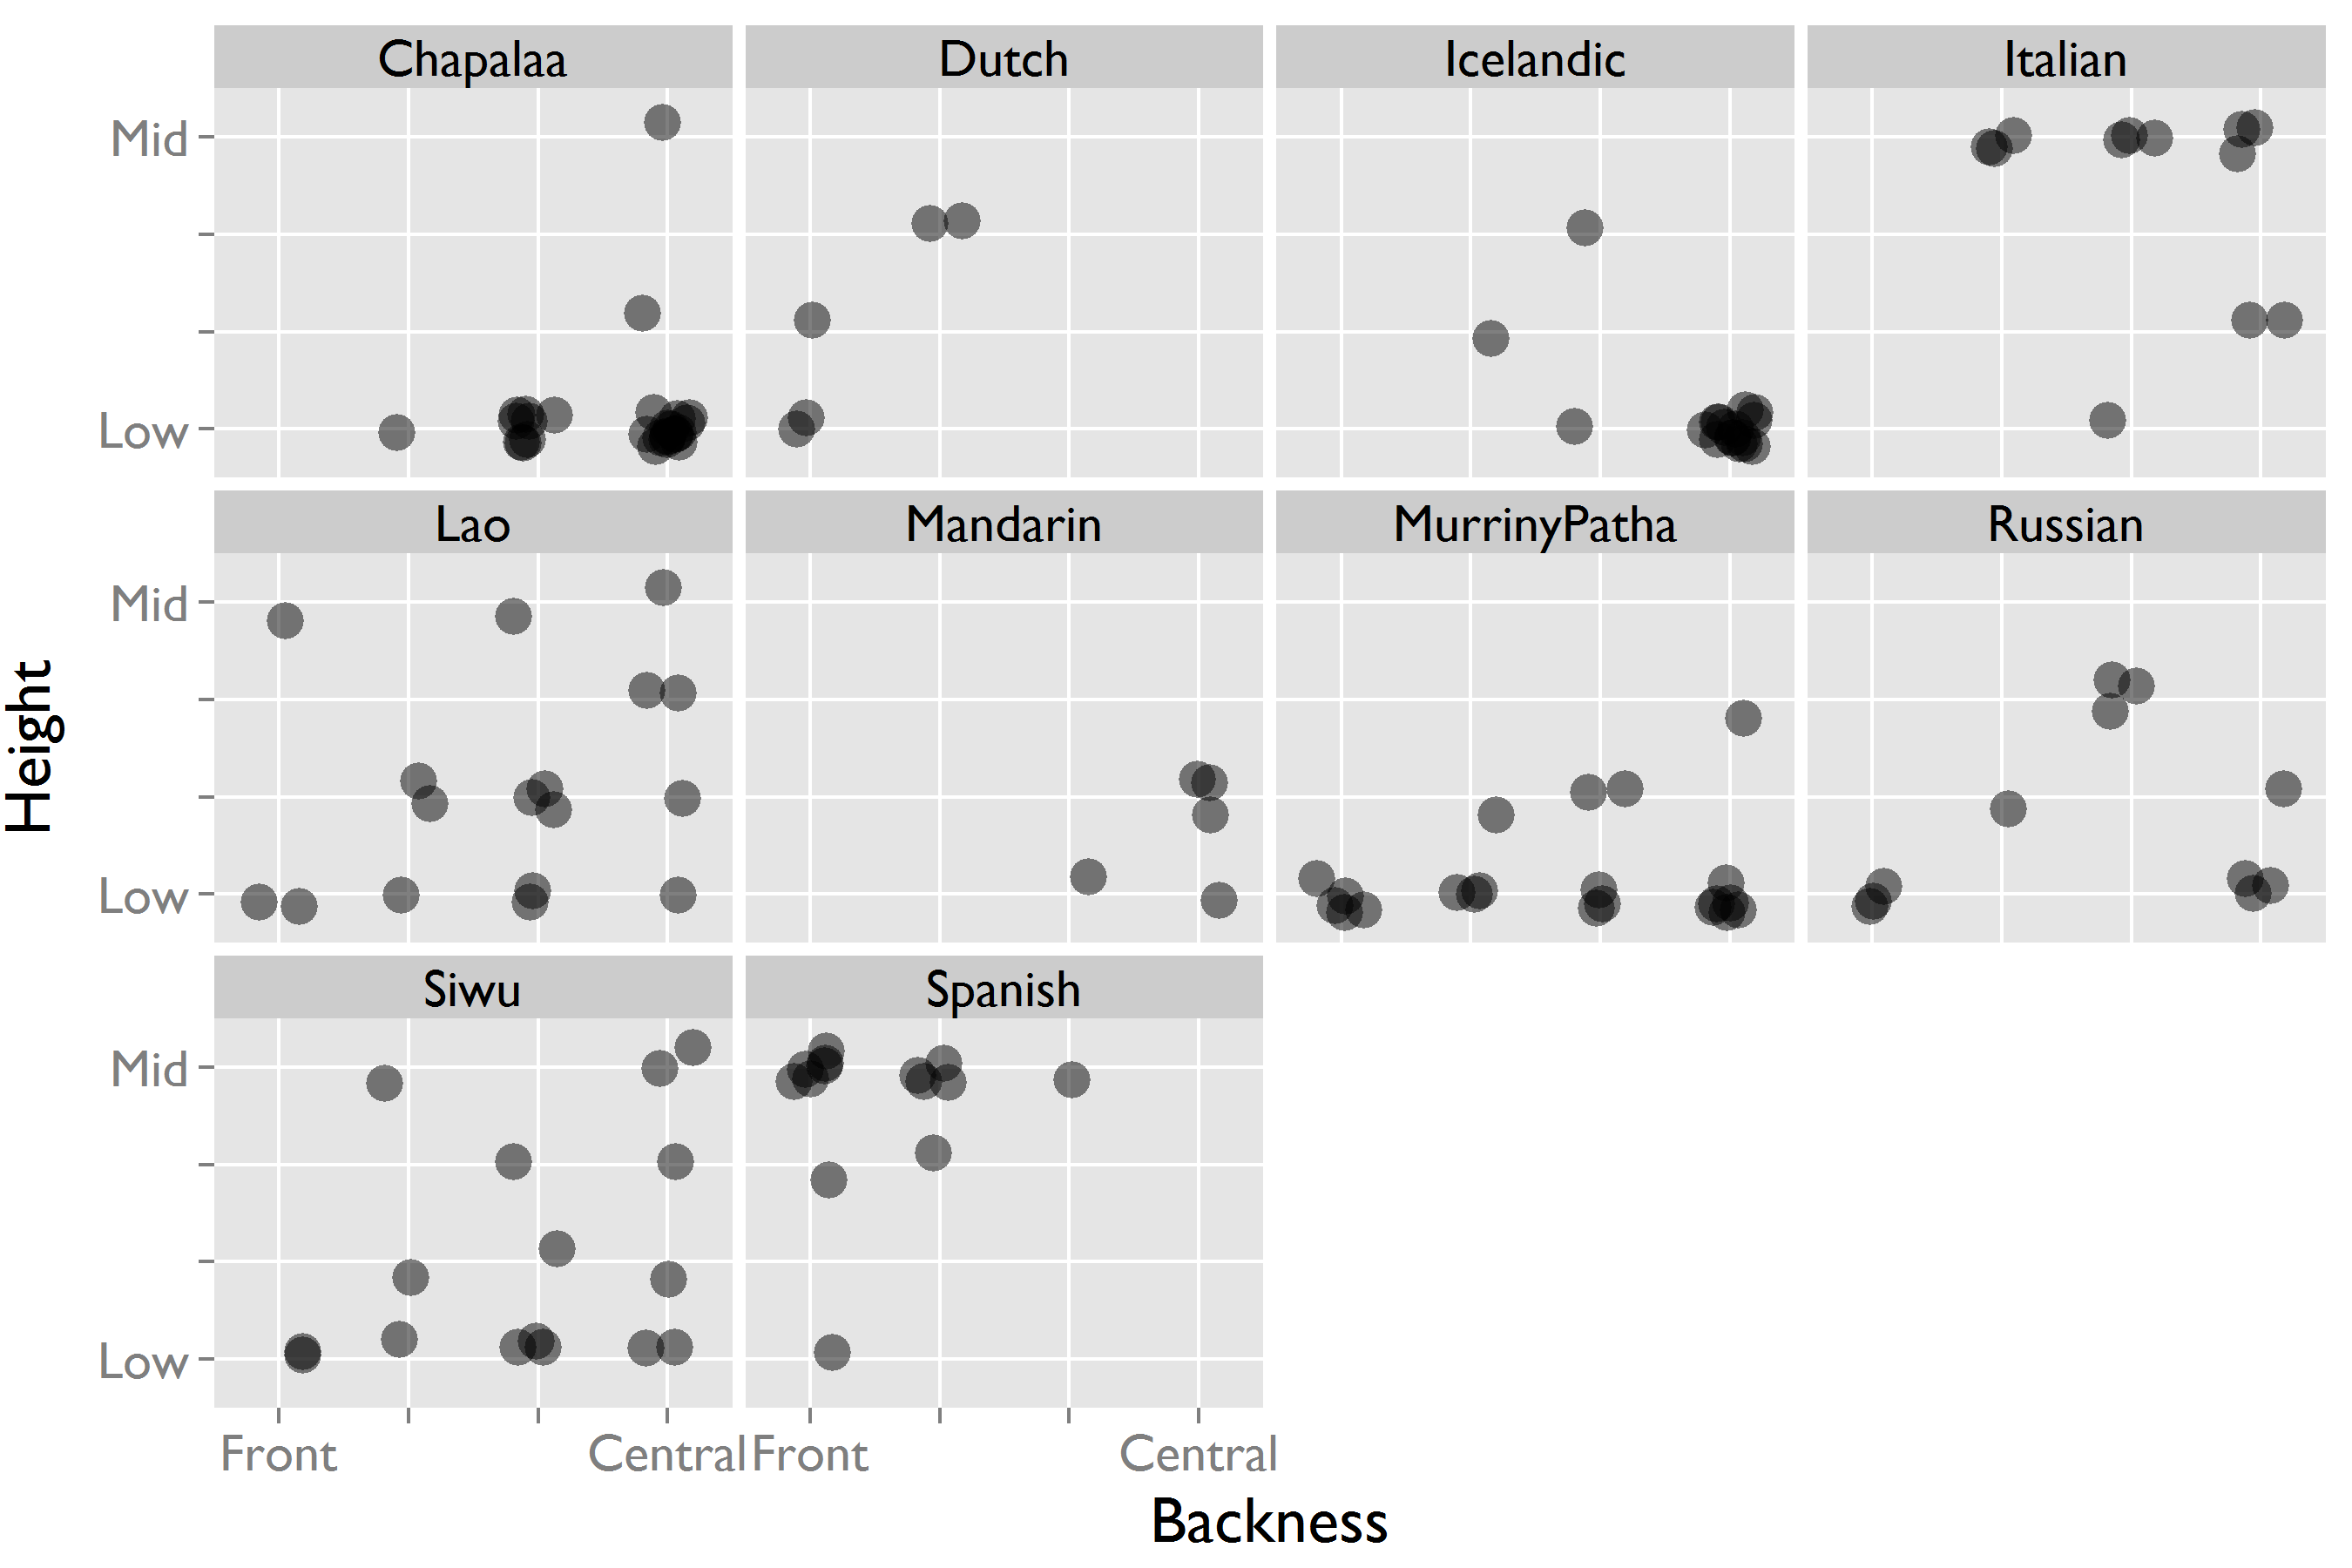 Chapalaa Dutch Icelandic Italian
Mid
Low
Lao Mandarin MurrinyPatha Russian
Mid
Low
Height
Siwu Spanish
Mid
Low
Front Central Front Central
Backness